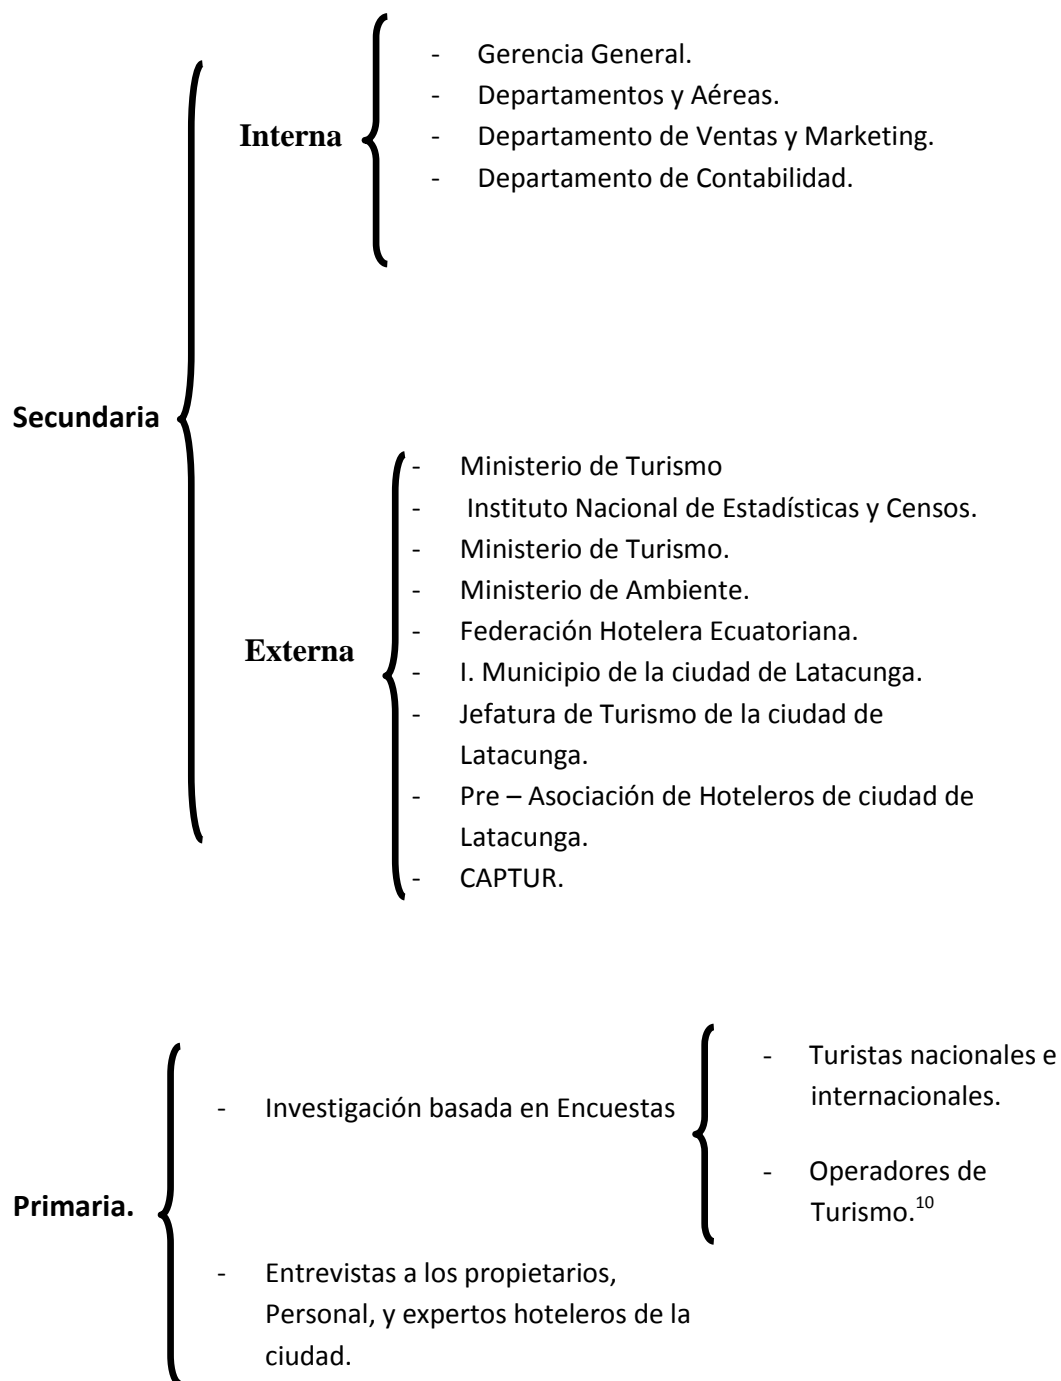 Secundaria
Interna
- Gerencia General.
- Departamentos y Aéreas.
- Departamento de Ventas y Marketing.
- Departamento de Contabilidad.
Externa
- Ministerio de Turismo
- Instituto Nacional de Estadísticas y Censos.
- Ministerio de Turismo.
- Ministerio de Ambiente.
- Federación Hotelera Ecuatoriana.
- I. Municipio de la ciudad de Latacunga.
- Jefatura de Turismo de la ciudad de
Latacunga.
- Pre – Asociación de Hoteleros de ciudad de
Latacunga.
- CAPTUR.
Primaria.
- Investigación basada en Encuestas
- Turistas nacionales e
internacionales.
- Operadores de
Turismo.10
- Entrevistas a los propietarios,
Personal, y expertos hoteleros de la
ciudad.